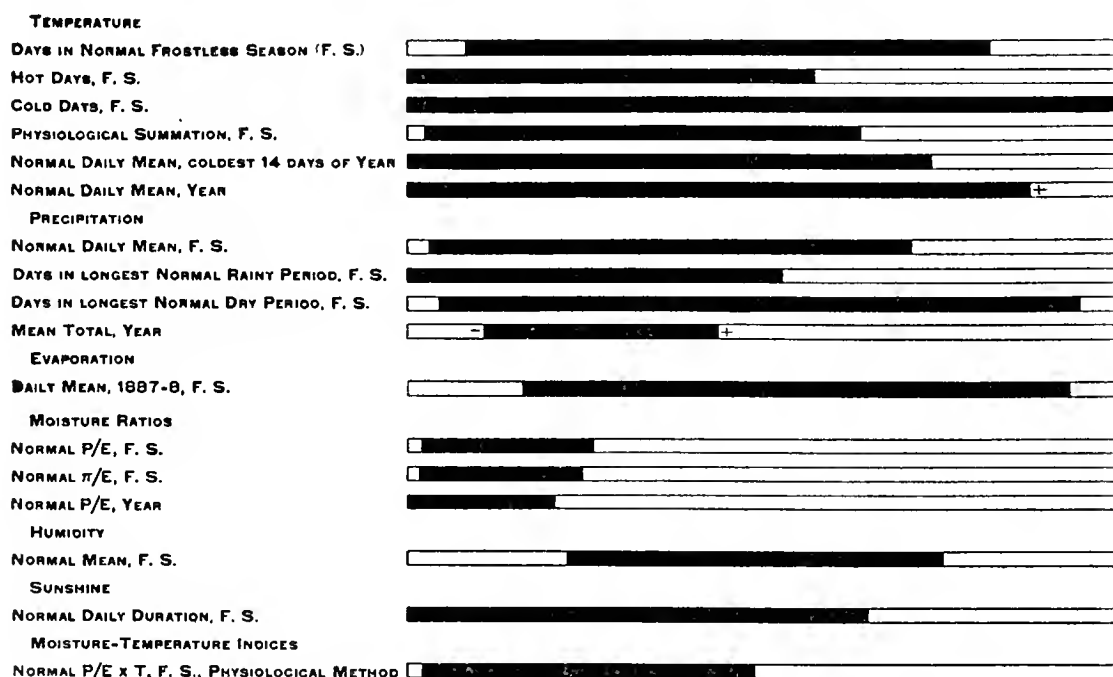 TEMPERATURE
DAYS IN NORMAL FROSTLESS SEASON (F. S.)
HOT DAYS, F. S.
COLD DAYS, F. S.
PHYSIOLOGICAL SUMMATION, F. S.
NORMAL DAILY MEAN, COLDEST 14 DAYS OF YEAR
NORMAL DAILY MEAN, YEAR +
PRECIPITATION
NORMAL DAILY MEAN, F. S.
DAYS IN LONGEST NORMAL RAINY PERIOD, F. S.
DAYS IN LONGEST NORMAL DRY PERIOD, F. S.
MEAN TOTAL, YEAR - +
EVAPORATION
DAILY MEAN, 1887-8, F. S.
MOISTURE RATIOS
NORMAL P/E, F. S.
NORMAL π/E, F. S.
NORMAL P/E, YEAR
HUMIDITY
NORMAL MEAN, F. S.
SUNSHINE
NORMAL DAILY DURATION, F. S.
MOISTURE-TEMPERATURE INDICES
NORMAL P/E X T. F. S., PHYSIOLOGICAL METHOD